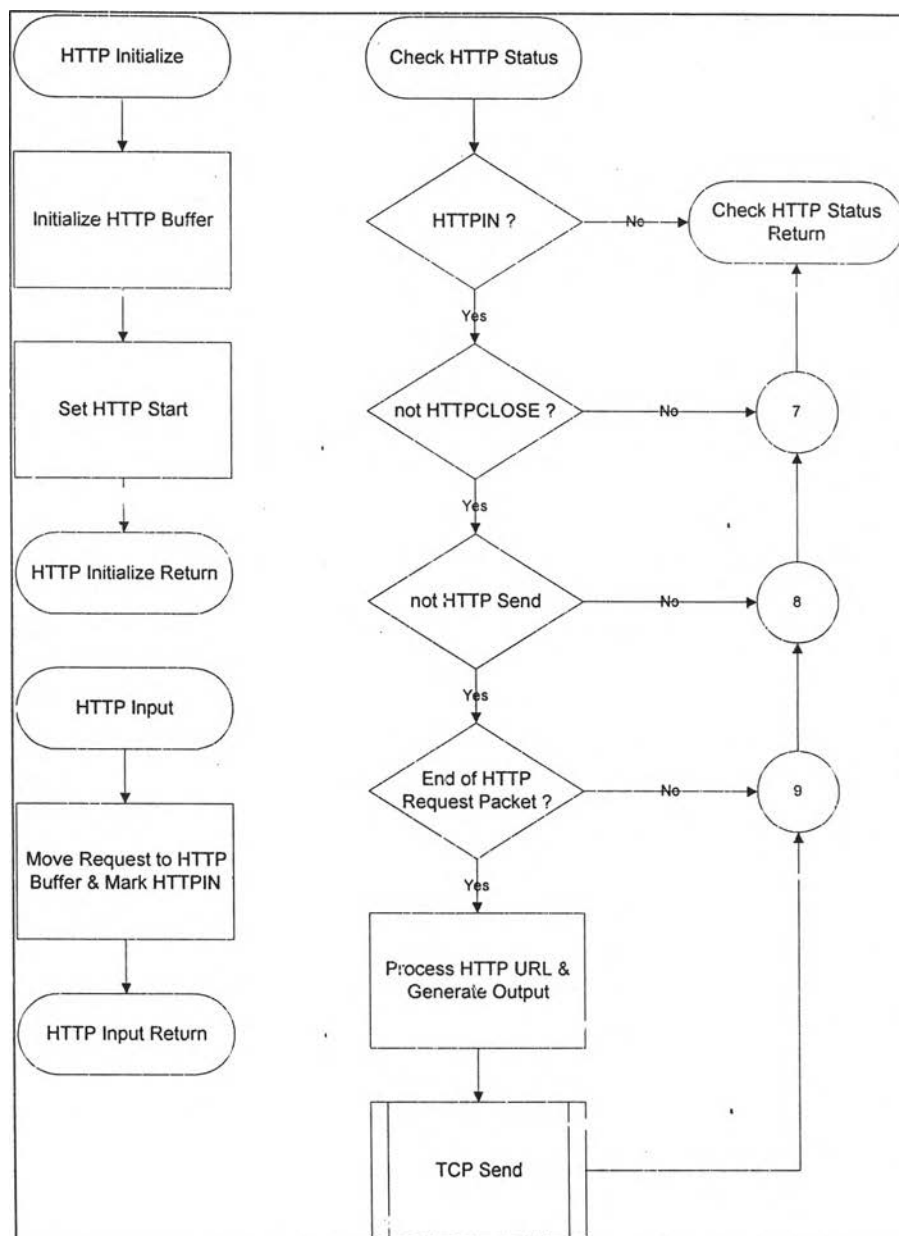 HTTP Initialize
Initialize HTTP Buffer
Set HTTP Start
HTTP Initialize Return
HTTP Input
Move Request to HTTP
Buffer & Mark HTTPIN
HTTP Input Return
Check HTTP Status
HTTPIN ?
No
Check HTTP Status
Return
Yes
not HTTPCLOSE ?
No
7
Yes
not HTTP Send
No
8
Yes
End of HTTP
Request Packet ?
No
9
Yes
Process HTTP URL &
Generate Output
TCP Send